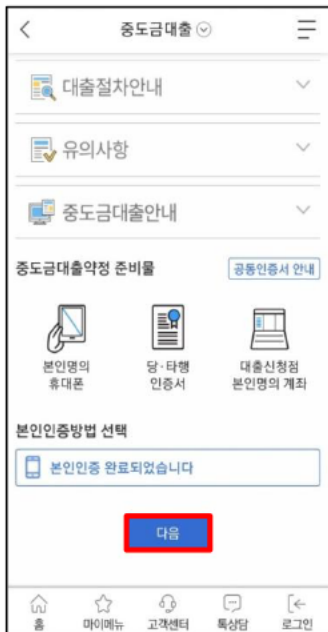 중도금대출
대출절차안내
유의사항
중도금대출안내
중도금대출약정 준비물
공동인증서 안내
본인명의
휴대폰
당·타행
인증서
대출신청점
본인명의 계좌
본인인증방법 선택
본인인증 완료되었습니다
다음
홈
마이메뉴
고객센터
톡상담
로그인